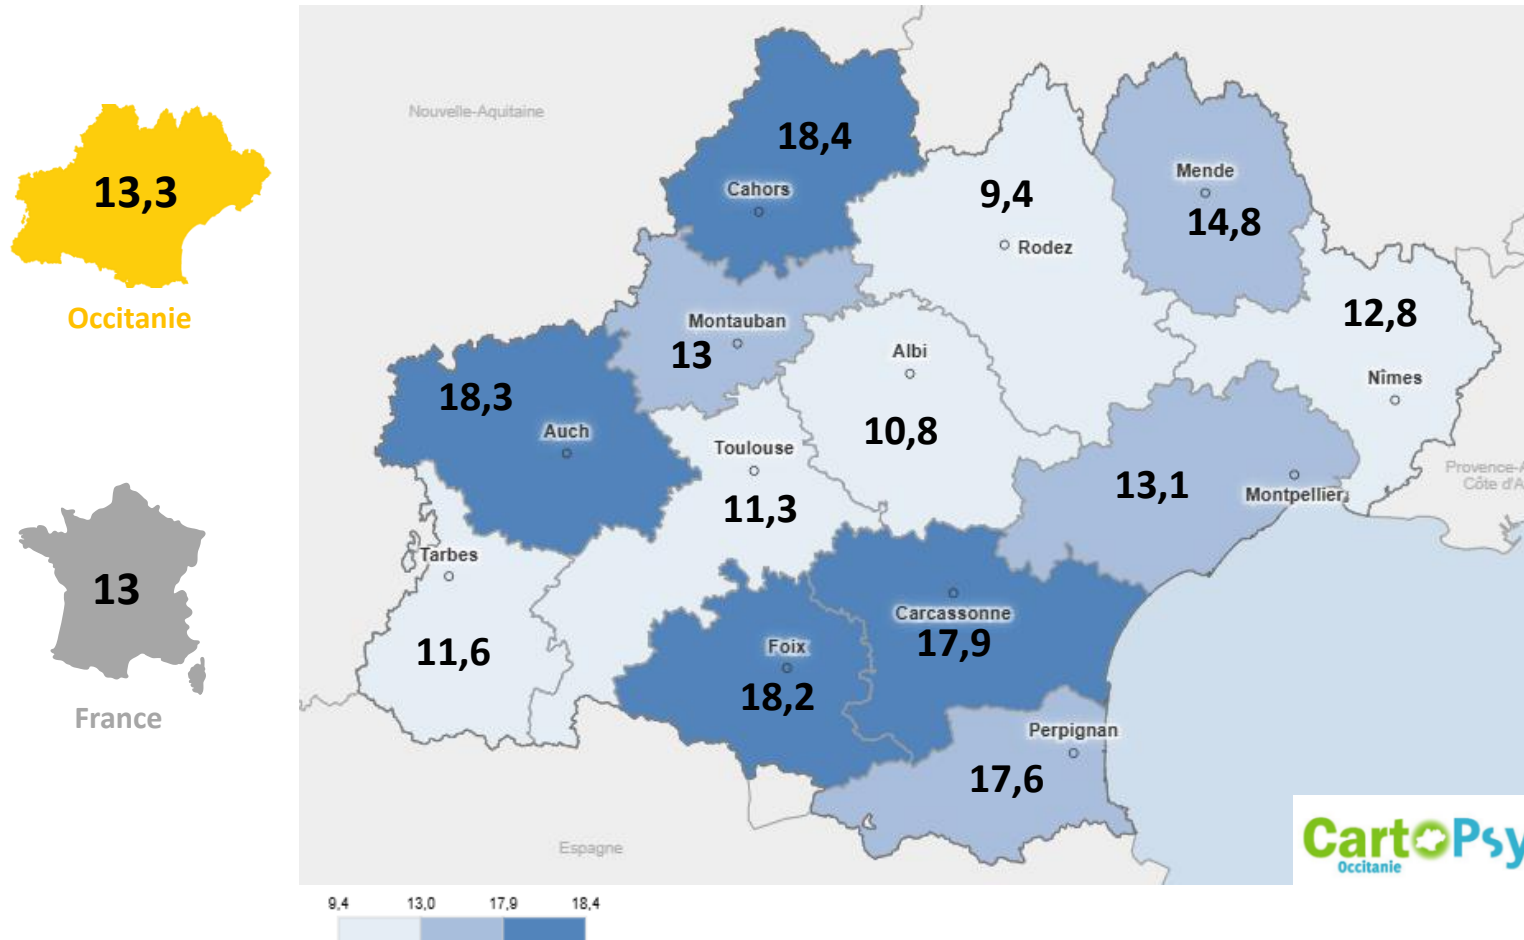 Nouvelle-Aquitaine
18,4
Cahors
9,4
Rodez
Mende
14,8
13,3
Occitanie
Montauban
13
12,8
Nîmes
Albi
10,8
18,3
Auch
Toulouse
11,3
13,1
Montpellier
Provence-A
Côte d'A
13
France
Tarbes
11,6
Carcassonne
17,9
Foix
18,2
Perpignan
17,6
Espagne
CartoPsy
Occitanie
9,4 13,0 17,9 18,4